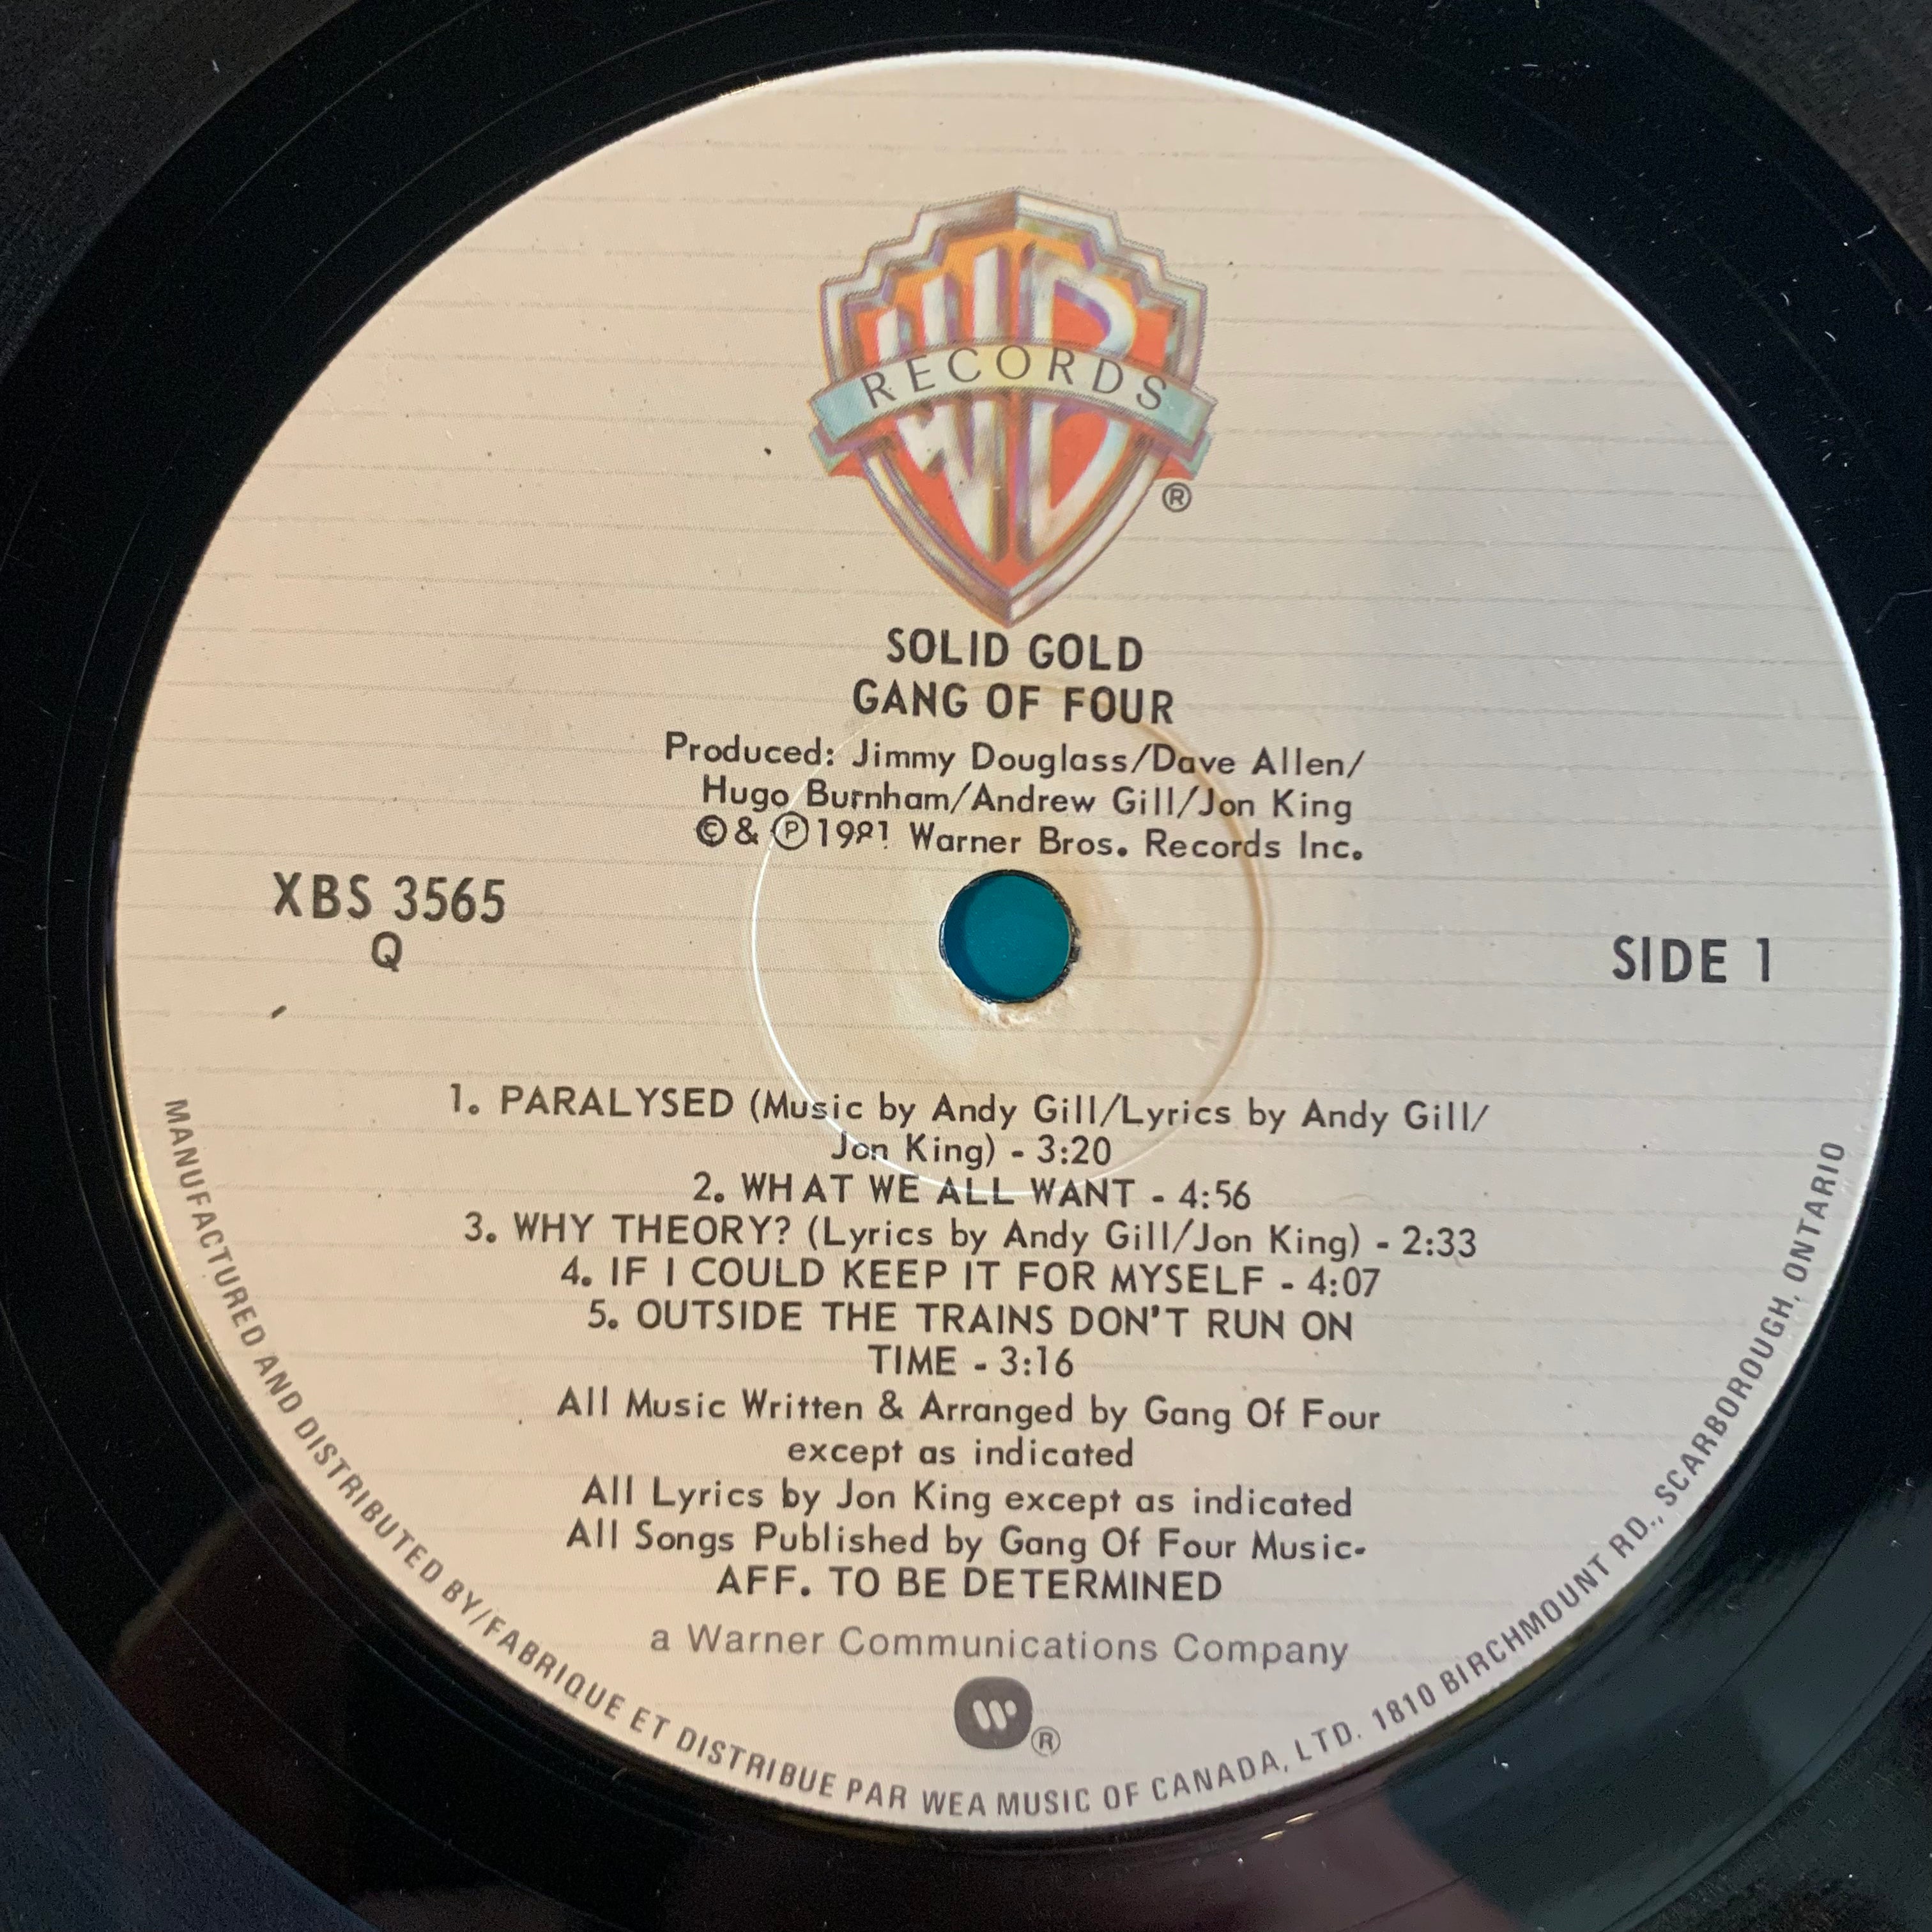 WB
RECORDS
®
SOLID GOLD
GANG OF FOUR
Produced: Jimmy Douglass/Dave Allen/
Hugo Burnham/Andrew Gill/Jon King
©&℗1981 Warner Bros. Records Inc.
XBS 3565
Q
SIDE 1
1. PARALYSED (Music by Andy Gill/Lyrics by Andy Gill/
Jon King) - 3:20
2. WHAT WE ALL WANT - 4:56
3. WHY THEORY? (Lyrics by Andy Gill/Jon King) - 2:33
4. IF I COULD KEEP IT FOR MYSELF - 4:07
5. OUTSIDE THE TRAINS DON'T RUN ON
TIME - 3:16
All Music Written & Arranged by Gang Of Four
except as indicated
All Lyrics by Jon King except as indicated
All Songs Published by Gang Of Four Music-
AFF. TO BE DETERMINED
a Warner Communications Company
®
MANUFACTURED AND DISTRIBUTED BY/FABRIQUE ET DISTRIBUE PAR WEA MUSIC OF CANADA, LTD. 1810 BIRCHMOUNT RD., SCARBOROUGH, ONTARIO